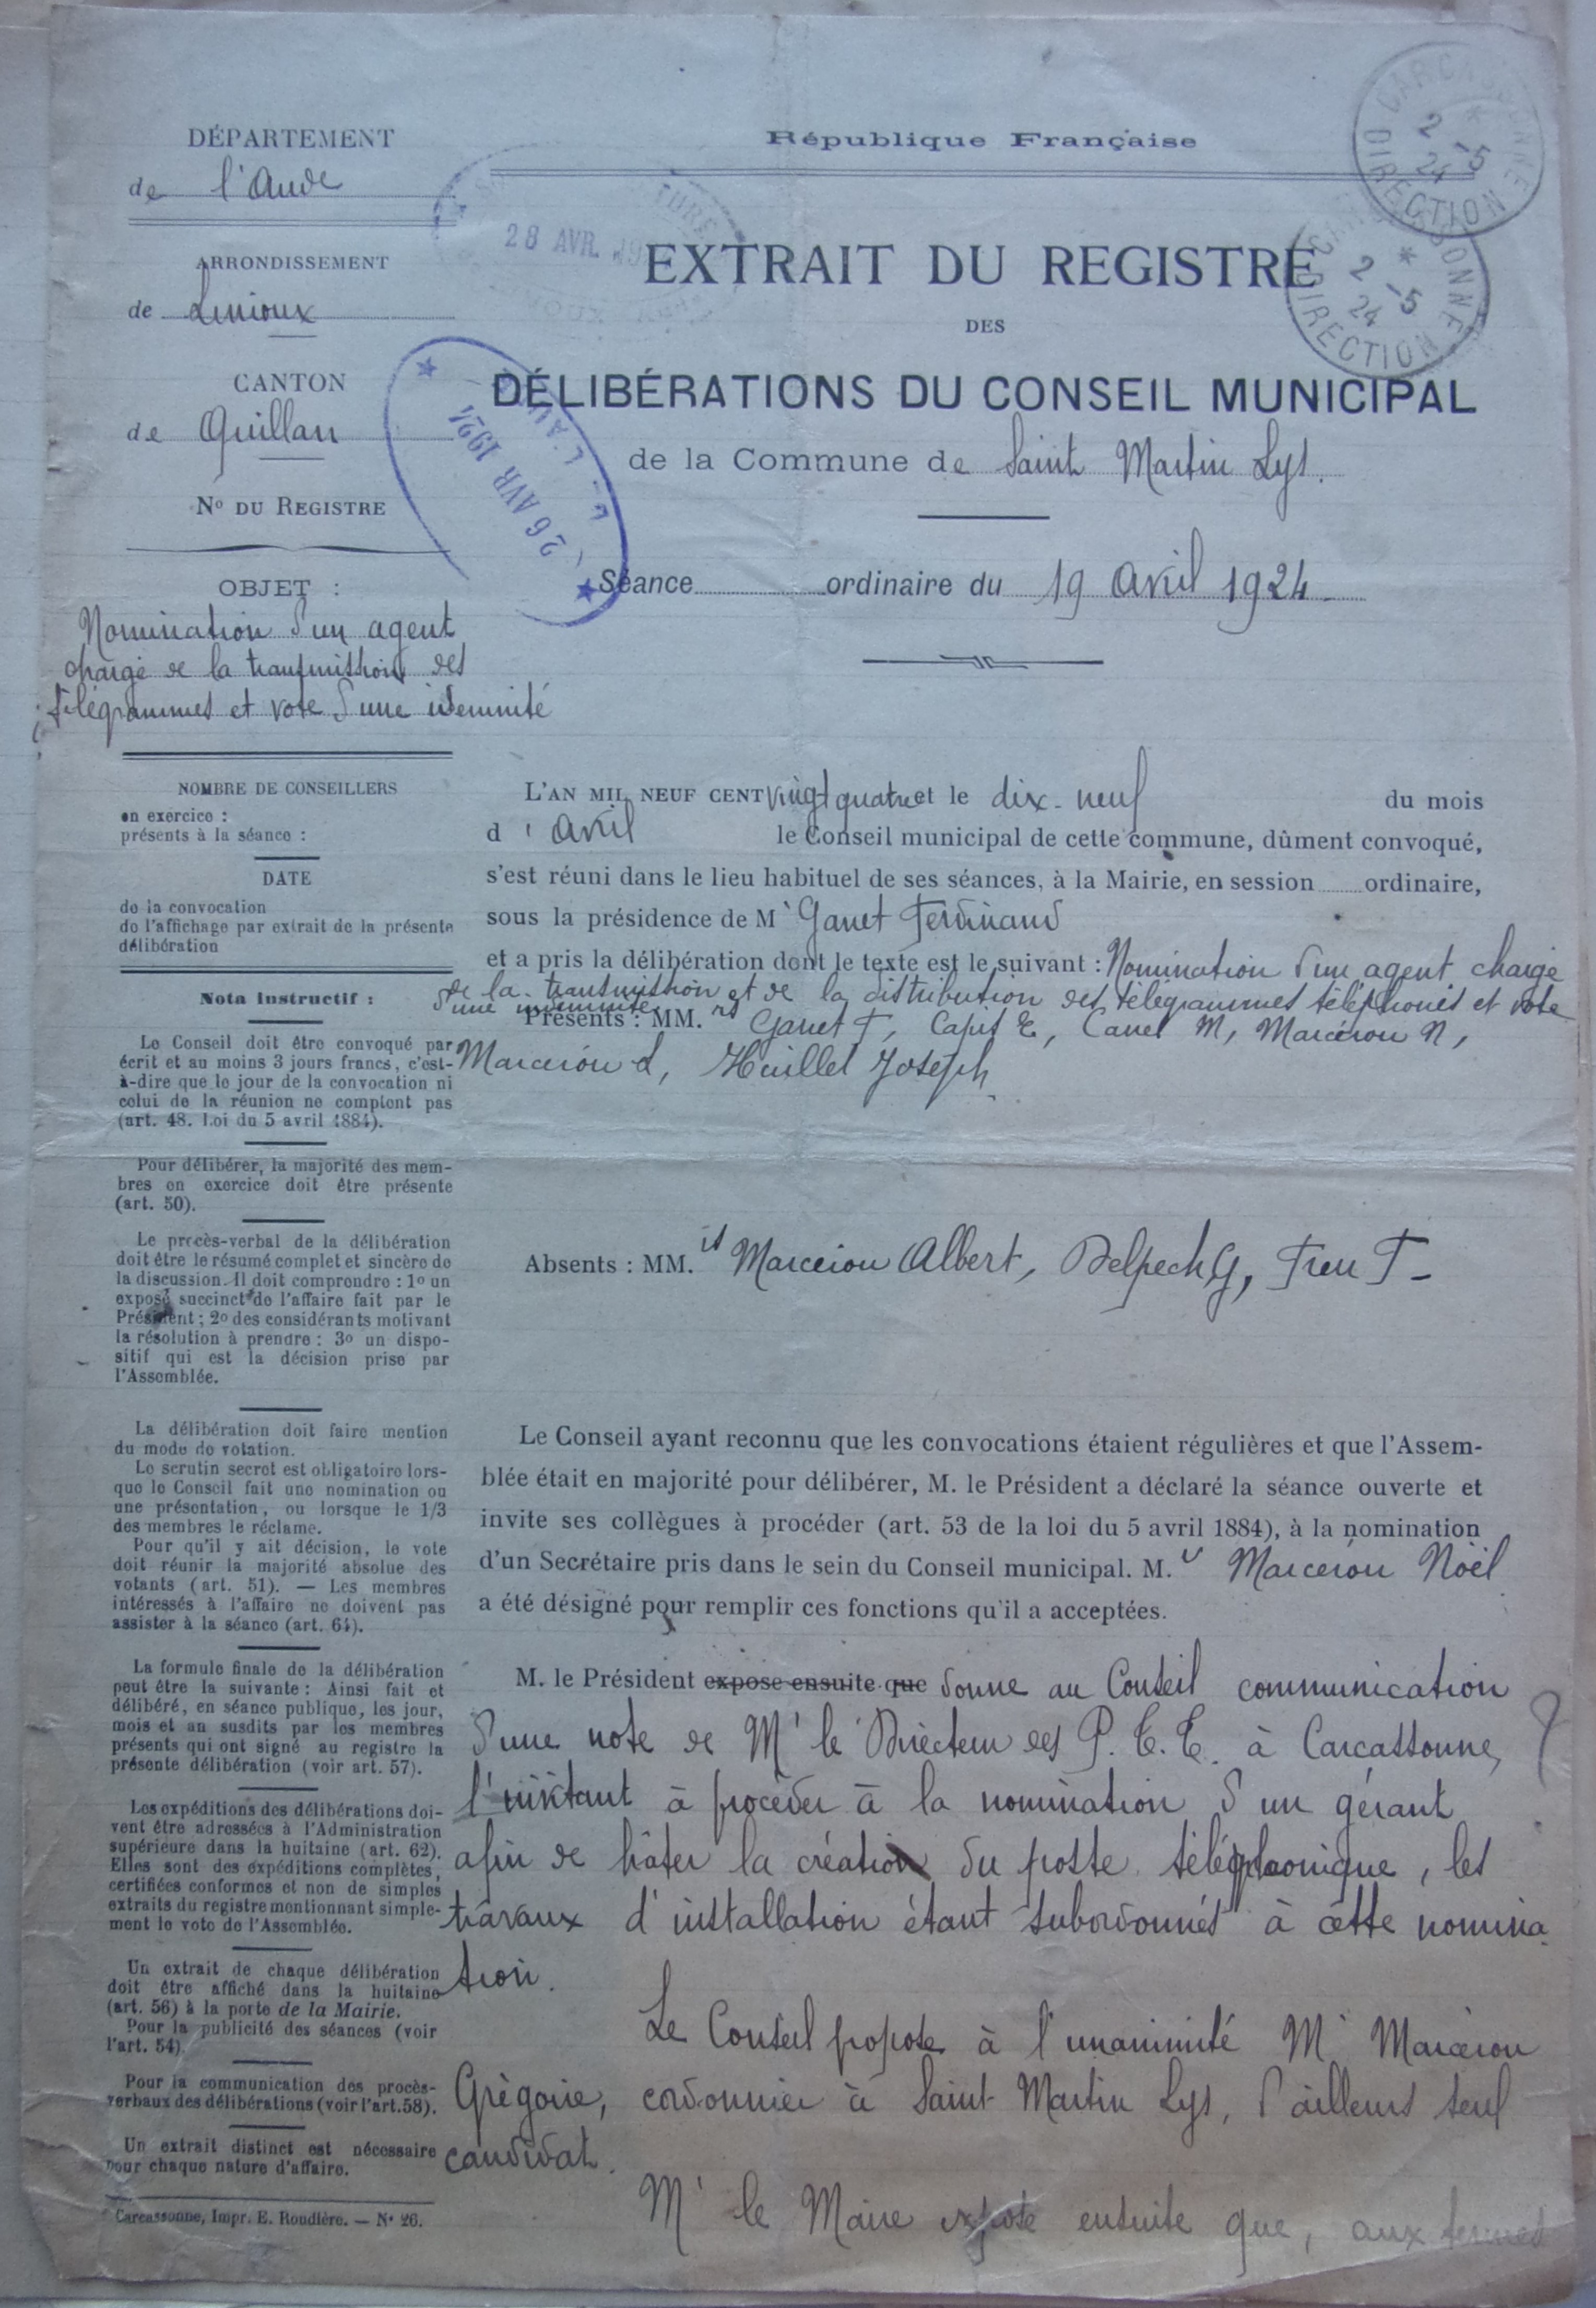 DÉPARTEMENT
de l'Aude
ARRONDISSEMENT
de Limoux
CANTON
de Quillan
No DU REGISTRE
OBJET :
Nomination d'un agent
chargé de la transmission des
télégrammes et vote d'une indemnité
NOMBRE DE CONSEILLERS
en exercice :
présents à la séance :
DATE
de la convocation
de l'affichage par extrait de la présente
délibération
Nota instructif :
Le Conseil doit être convoqué par
écrit et au moins 3 jours francs, c'est-
à-dire que le jour de la convocation ni
celui de la réunion ne comptent pas
(art. 48. Loi du 5 avril 1884).
Pour délibérer, la majorité des mem-
bres en exercice doit être présente
(art. 50).
Le procès-verbal de la délibération
doit être le résumé complet et sincère de
la discussion. Il doit comprendre : 1o un
exposé succinct de l'affaire fait par le
Président ; 2o des considérants motivant
la résolution à prendre : 3o un dispo-
sitif qui est la décision prise par
l'Assemblée.
La délibération doit faire mention
du mode de votation.
Le scrutin secret est obligatoire lors-
que le Conseil fait une nomination ou
une présentation, ou lorsque le 1/3
des membres le réclame.
Pour qu'il y ait décision, le vote
doit réunir la majorité absolue des
votants (art. 51). — Les membres
intéressés à l'affaire ne doivent pas
assister à la séance (art. 64).
La formule finale de la délibération
peut être la suivante : Ainsi fait et
délibéré, en séance publique, les jour,
mois et an susdits par les membres
présents qui ont signé au registre la
présente délibération (voir art. 57).
Les expéditions des délibérations doi-
vent être adressées à l'Administration
supérieure dans la huitaine (art. 62).
Elles sont des expéditions complètes,
certifiées conformes et non de simples
extraits du registre mentionnant simple-
ment le vote de l'Assemblée.
Un extrait de chaque délibération
doit être affiché dans la huitaine
(art. 56) à la porte de la Mairie.
Pour la publicité des séances (voir
l'art. 54).
Pour la communication des procès-
verbaux des délibérations (voir l'art. 58).
Un extrait distinct est nécessaire
pour chaque nature d'affaire.
Carcassonne, Impr. E. Roudière. — No 26.
République Française
CARCASSONNE
2 - 5
24
DIRECTION
CARCASSONNE
2 - 5
24
DIRECTION
28 AVR. 19
26 AVR 1924
EXTRAIT DU REGISTRE
DES
DÉLIBÉRATIONS DU CONSEIL MUNICIPAL
de la Commune de Saint Martin Lys.
Séance ordinaire du 19 Avril 1924
L'AN MIL NEUF CENT vingt quatre et le dix-neuf du mois
d'Avril le Conseil municipal de cette commune, dûment convoqué,
s'est réuni dans le lieu habituel de ses séances, à la Mairie, en session ordinaire,
sous la présidence de Mr Ganet Ferdinand
et a pris la délibération dont le texte est le suivant : Nomination d'un agent chargé
de la transmission et de la distribution des télégrammes téléphonés et vote
d'une indemnité
Présents : MM. rs Ganet F, Capis E, Canel M, Marcérou N,
Marcérou L, Huillet Joseph
Absents : MM. Marcérou Albert, Delpech G,
Le Conseil ayant reconnu que les convocations étaient régulières et que l'Assem-
blée était en majorité pour délibérer, M. le Président a déclaré la séance ouverte et
invite ses collègues à procéder (art. 53 de la loi du 5 avril 1884), à la nomination
d'un Secrétaire pris dans le sein du Conseil municipal. M. r Marcérou Noël
a été désigné pour remplir ces fonctions qu'il a acceptées.
M. le Président expose ensuite que donne au Conseil communication
d'une note de Mr le Directeur des P. T. T. à Carcassonne,
l'invitant à procéder à la nomination d'un gérant
afin de hâter la création du poste téléphonique, les
travaux d'installation étant subordonnés à cette nomina
tion.
Le Conseil propose à l'unanimité Mr Marcérou
Grégoire, cordonnier à Saint-Martin Lys, d'ailleurs seul
candidat.
Mr le Maire expose ensuite que, aux termes